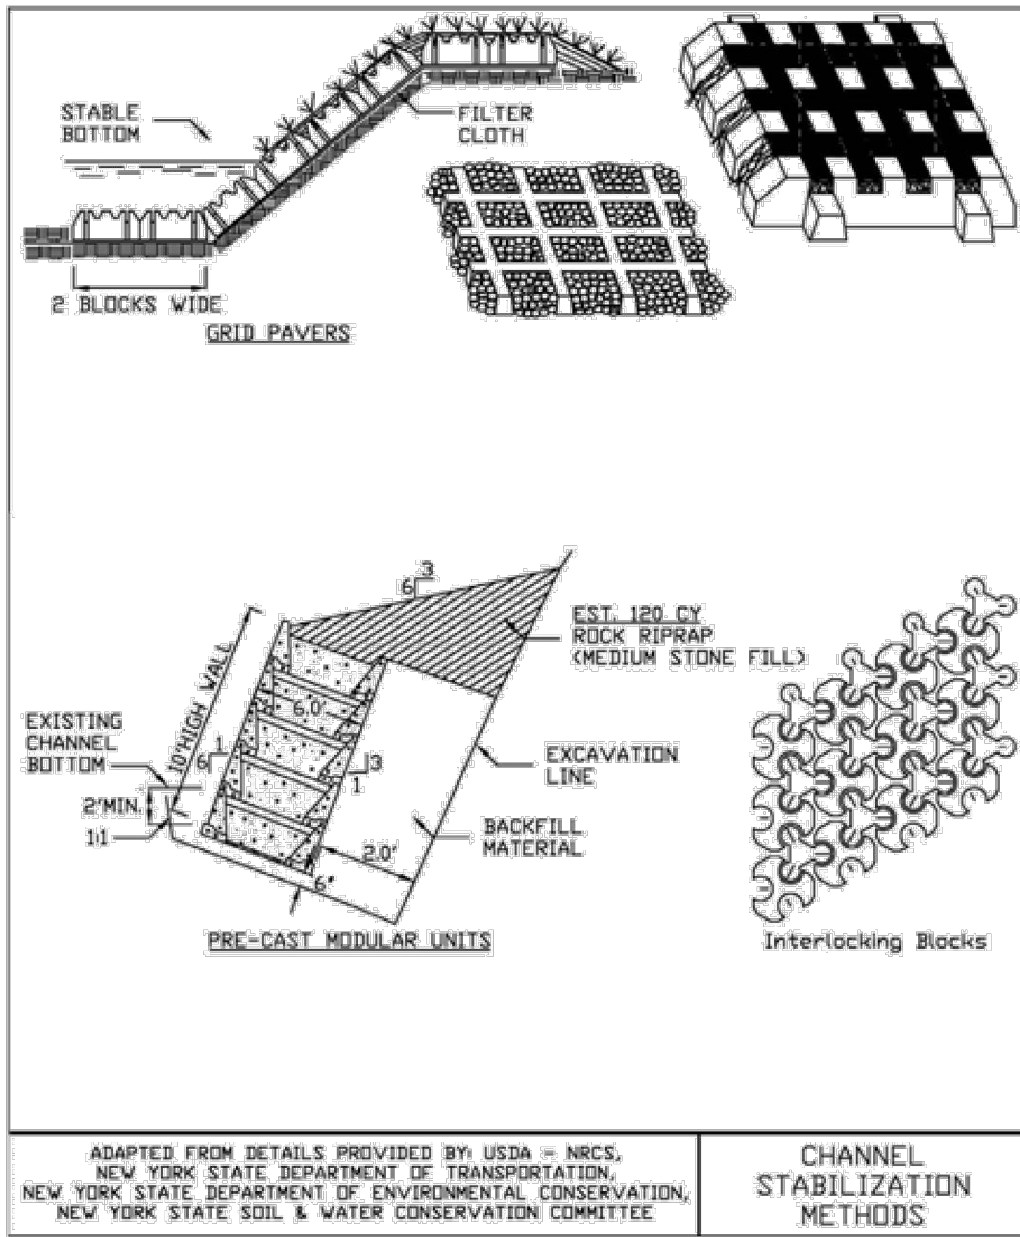 STABLE
BOTTOM
FILTER
CLOTH
2 BLOCKS WIDE
GRID PAVERS
3
6
EST. 120 CY
ROCK RIPRAP
(MEDIUM STONE FILL)
10'HIGH WALL
6.0'
EXISTING
CHANNEL
BOTTOM
1
6
3
1
EXCAVATION
LINE
2'MIN.
1:1
BACKFILL
MATERIAL
2.0'
6"
PRE-CAST MODULAR UNITS
Interlocking Blocks
ADAPTED FROM DETAILS PROVIDED BY: USDA - NRCS,
NEW YORK STATE DEPARTMENT OF TRANSPORTATION,
NEW YORK STATE DEPARTMENT OF ENVIRONMENTAL CONSERVATION,
NEW YORK STATE SOIL & WATER CONSERVATION COMMITTEE
CHANNEL
STABILIZATION
METHODS